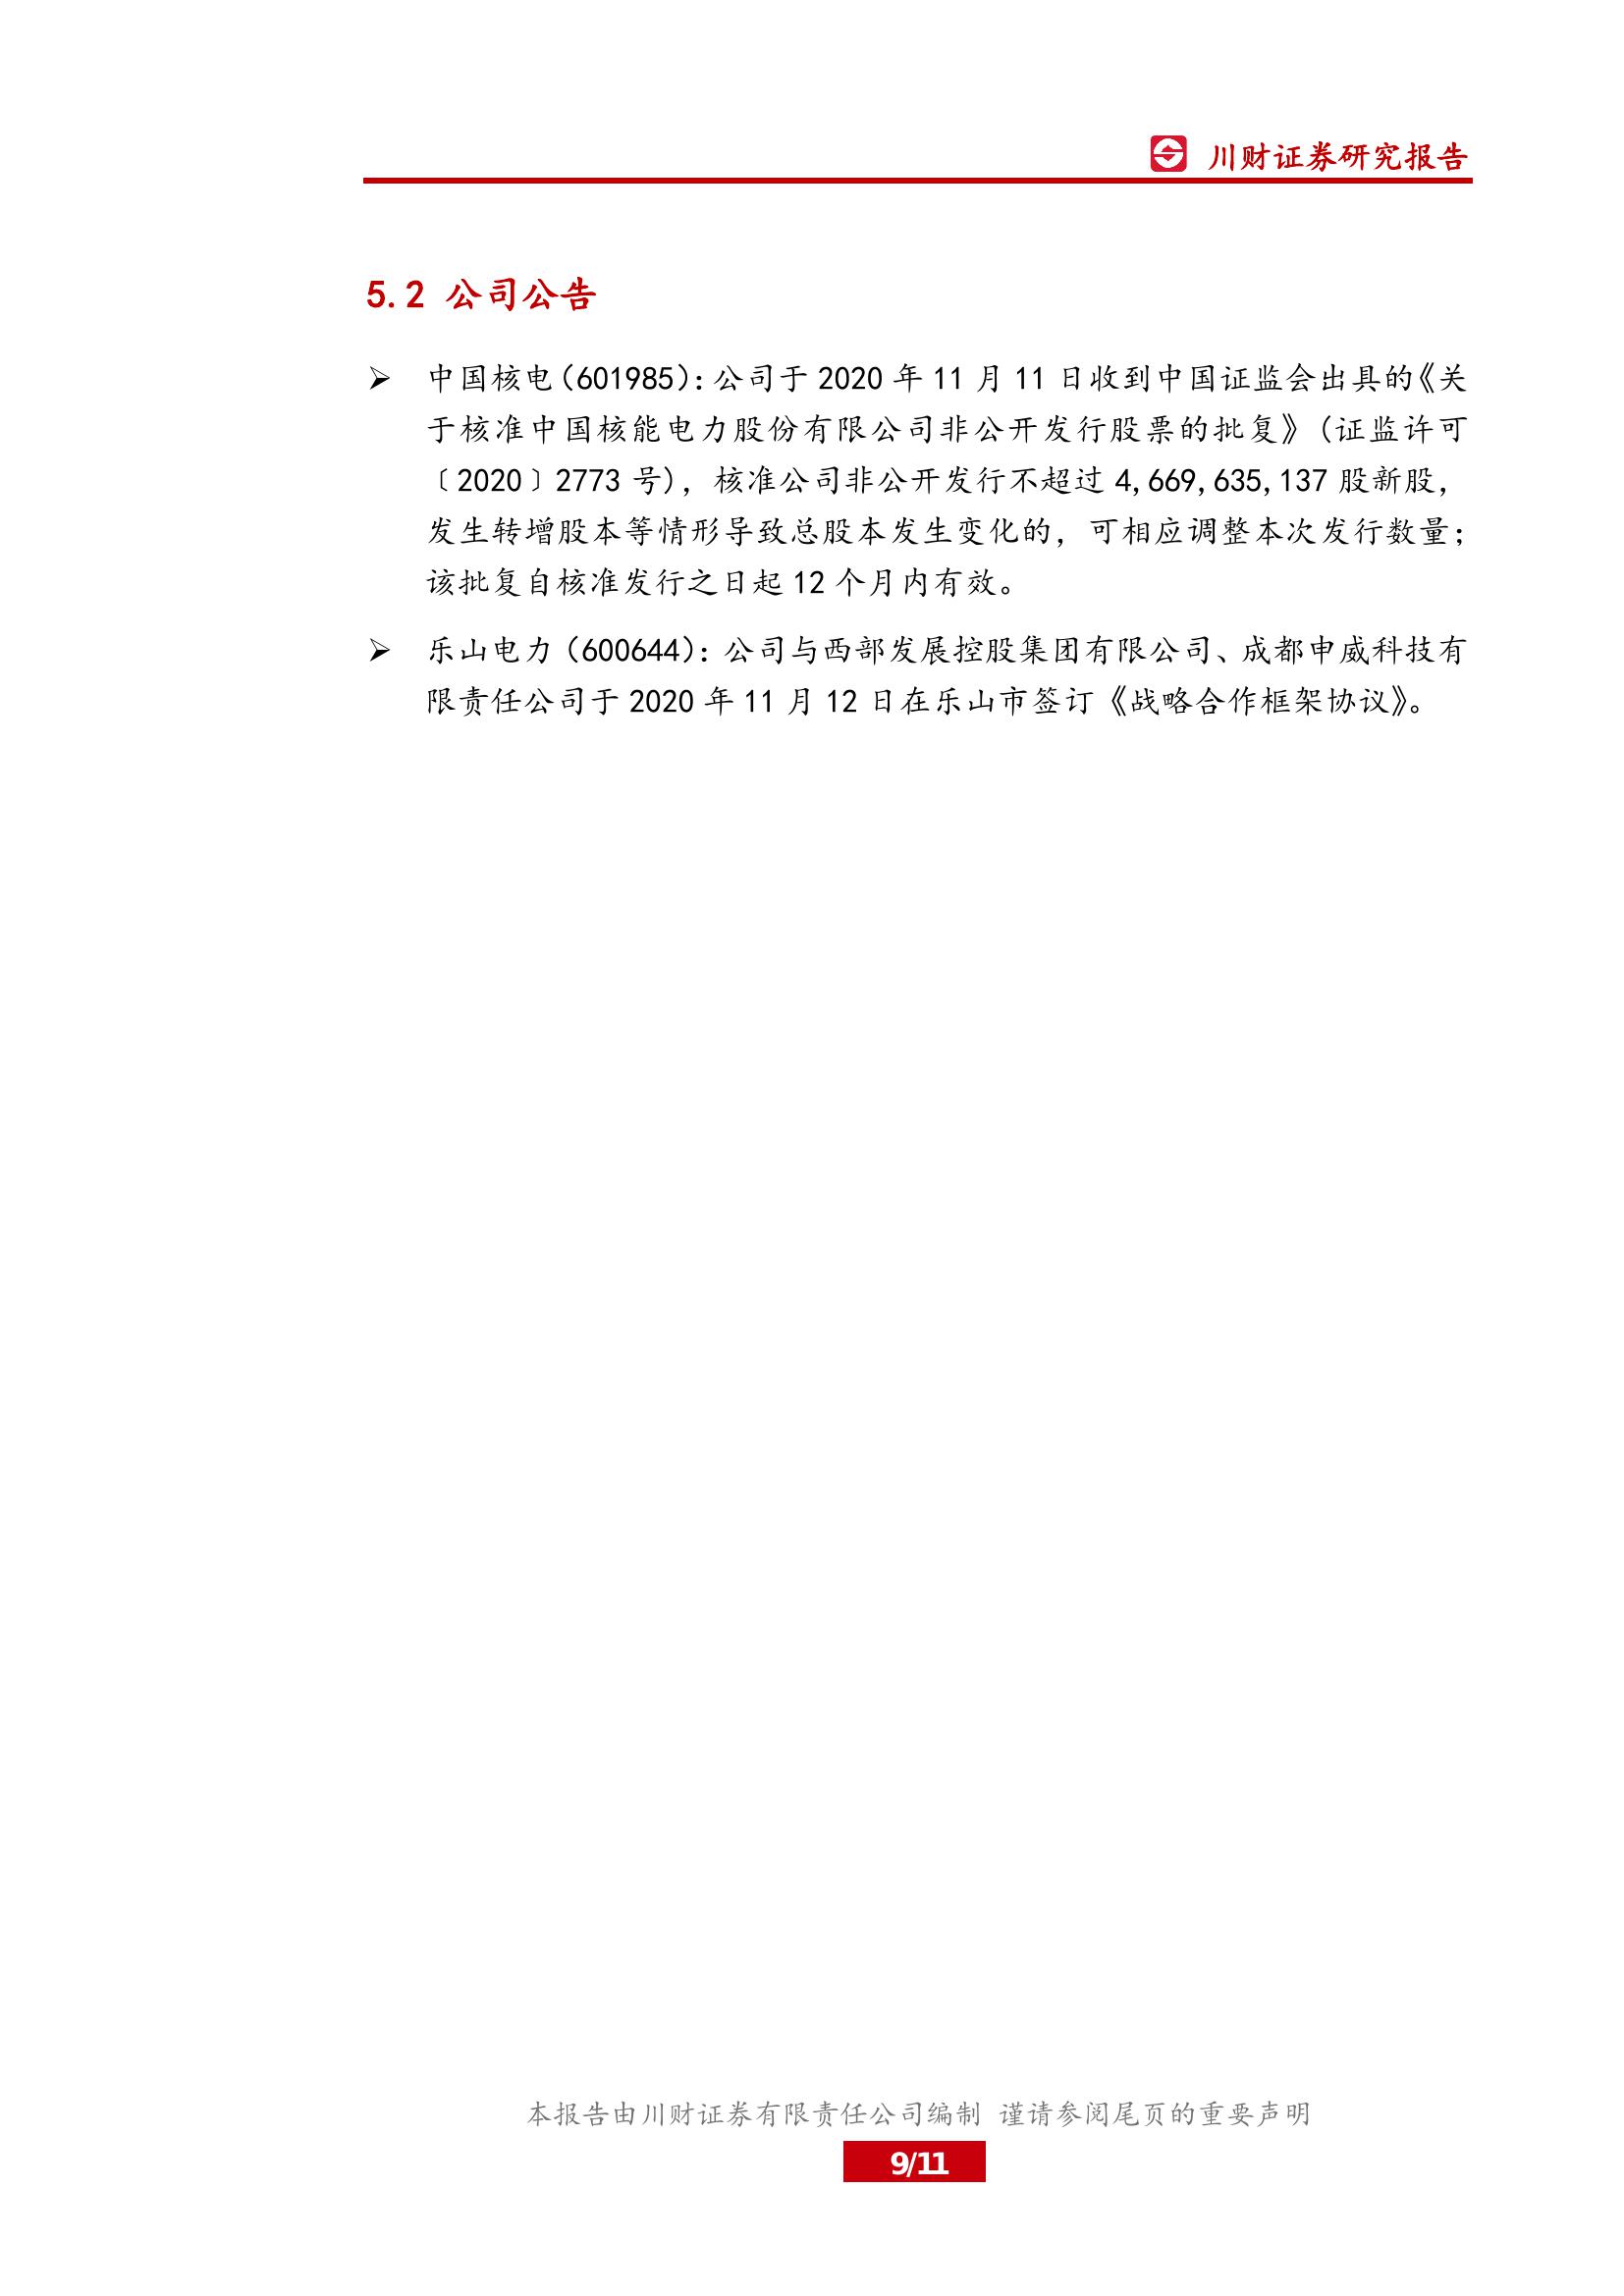 川财证券研究报告
5.2 公司公告
➢ 中国核电（601985）：公司于 2020 年 11 月 11 日收到中国证监会出具的《关
于核准中国核能电力股份有限公司非公开发行股票的批复》（证监许可
〔2020〕2773 号），核准公司非公开发行不超过 4,669,635,137 股新股，
发生转增股本等情形导致总股本发生变化的，可相应调整本次发行数量；
该批复自核准发行之日起 12 个月内有效。
➢ 乐山电力（600644）：公司与西部发展控股集团有限公司、成都申威科技有
限责任公司于 2020 年 11 月 12 日在乐山市签订《战略合作框架协议》。
本报告由川财证券有限责任公司编制 谨请参阅尾页的重要声明
9/11